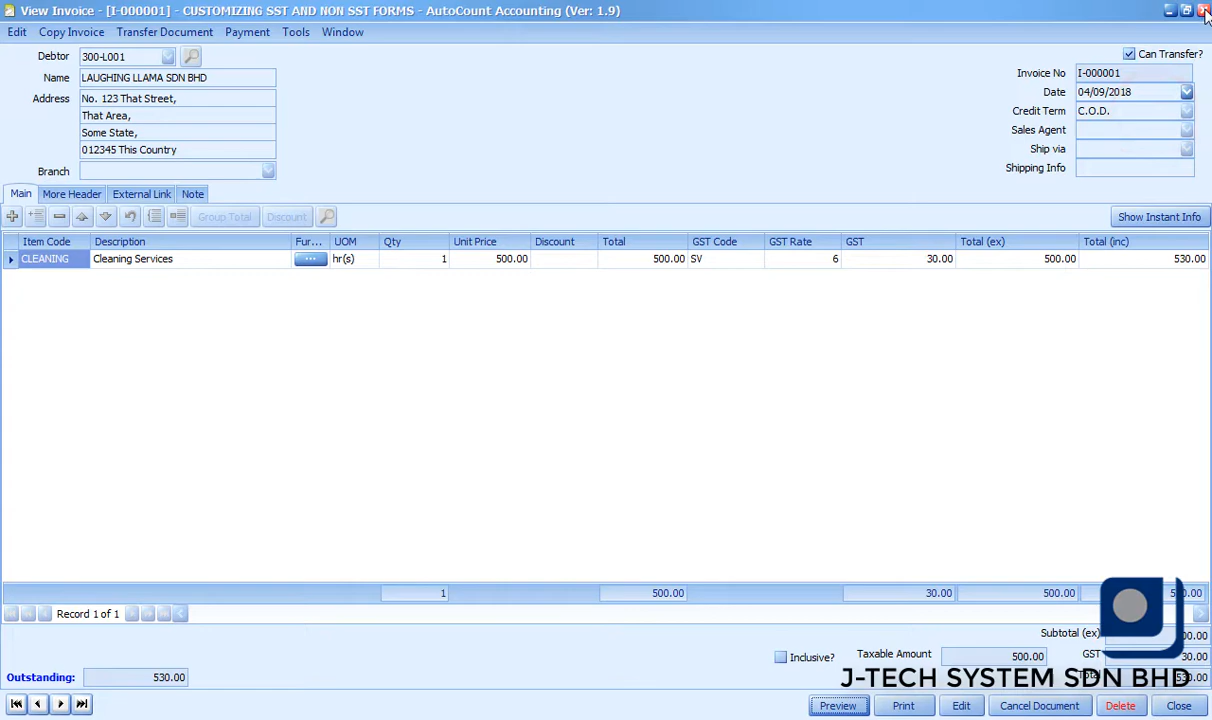 View Invoice - [I-000001] - CUSTOMIZING SST AND NON SST FORMS - AutoCount Accounting (Ver: 1.9)
Edit Copy Invoice Transfer Document Payment Tools Window
Debtor 300-L001
Can Transfer?
Name LAUGHING LLAMA SDN BHD
Invoice No I-000001
Address No. 123 That Street,
Date 04/09/2018
That Area,
Credit Term C.O.D.
Some State,
Sales Agent
012345 This Country
Ship via
Branch
Shipping Info
Main More Header External Link Note
Group Total Discount Show Instant Info
Item Code Description Fur... UOM Qty Unit Price Discount Total GST Code GST Rate GST Total (ex) Total (inc)
CLEANING Cleaning Services ... hr(s) 1 500.00 500.00 SV 6 30.00 500.00 530.00
1 500.00 30.00 500.00
Record 1 of 1
Subtotal (ex)
Inclusive? Taxable Amount 500.00 GST 30.00
Outstanding: 530.00
530.00
J-TECH SYSTEM SDN BHD
Preview Print Edit Cancel Document Delete Close